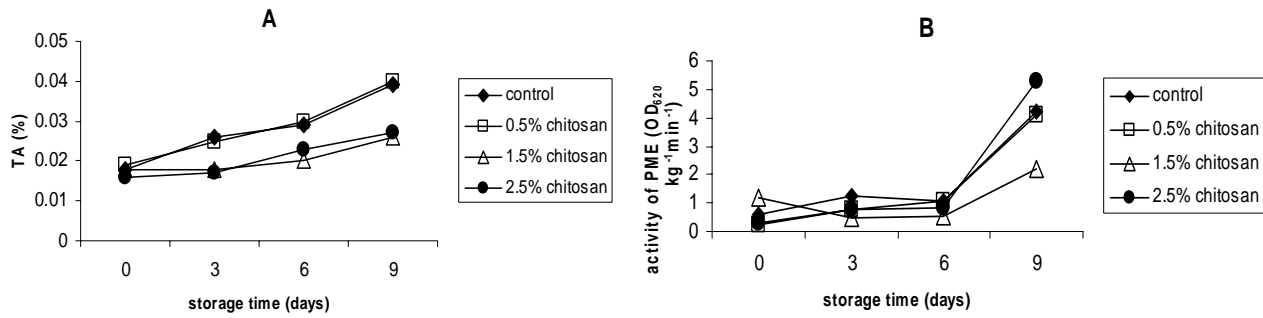 A
TA (%)
0.05
0.04
0.03
0.02
0.01
0
0 3 6 9
storage time (days)
control
0.5% chitosan
1.5% chitosan
2.5% chitosan
B
activity of PME (OD₆₂₀
kg⁻¹min⁻¹)
6
5
4
3
2
1
0
0 3 6 9
storage time (days)
control
0.5% chitosan
1.5% chitosan
2.5% chitosan